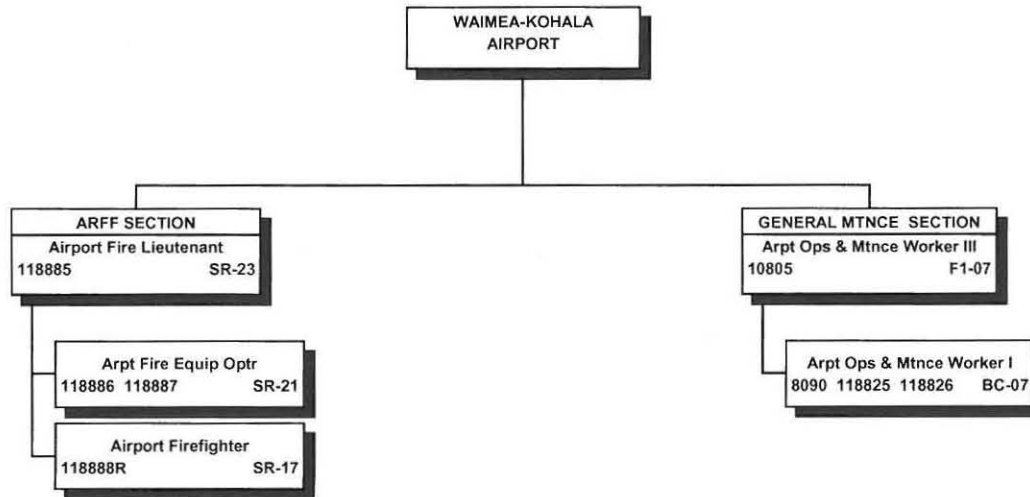 WAIMEA-KOHALA
AIRPORT
ARFF SECTION
Airport Fire Lieutenant
118885 SR-23
Arpt Fire Equip Optr
118886 118887 SR-21
Airport Firefighter
118888R SR-17
GENERAL MTNCE SECTION
Arpt Ops & Mtnce Worker III
10805 F1-07
Arpt Ops & Mtnce Worker I
8090 118825 118826 BC-07